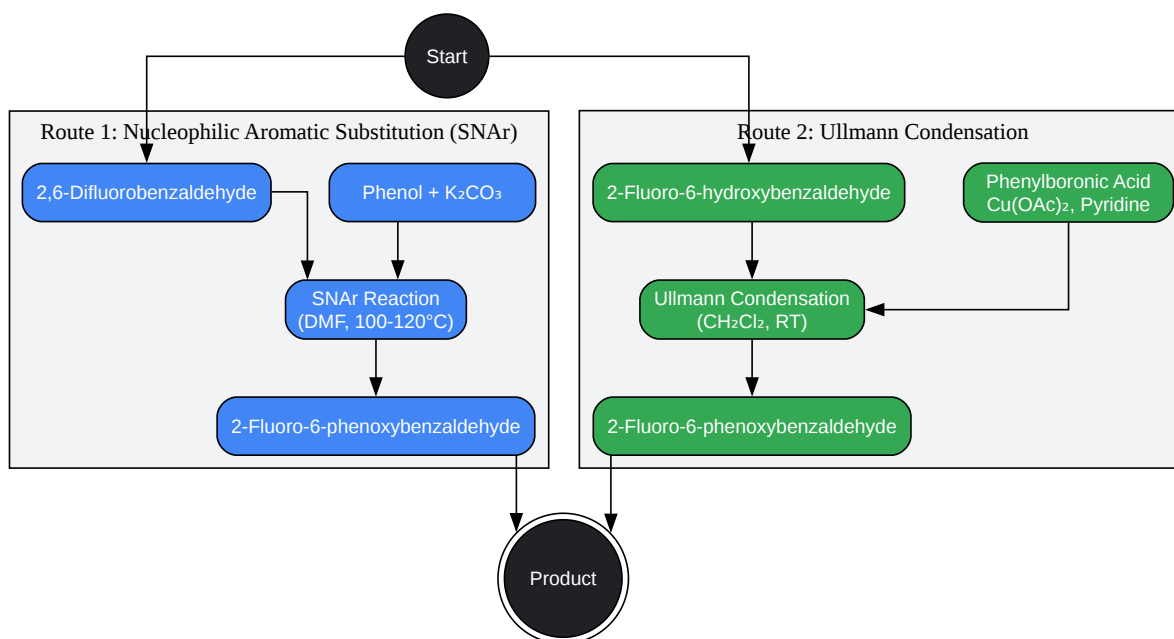 Start
Route 1: Nucleophilic Aromatic Substitution (SNAr)
2,6-Difluorobenzaldehyde
Phenol + K₂CO₃
SNAr Reaction
(DMF, 100-120°C)
2-Fluoro-6-phenoxybenzaldehyde
Route 2: Ullmann Condensation
2-Fluoro-6-hydroxybenzaldehyde
Phenylboronic Acid
Cu(OAc)₂, Pyridine
Ullmann Condensation
(CH₂Cl₂, RT)
2-Fluoro-6-phenoxybenzaldehyde
Product